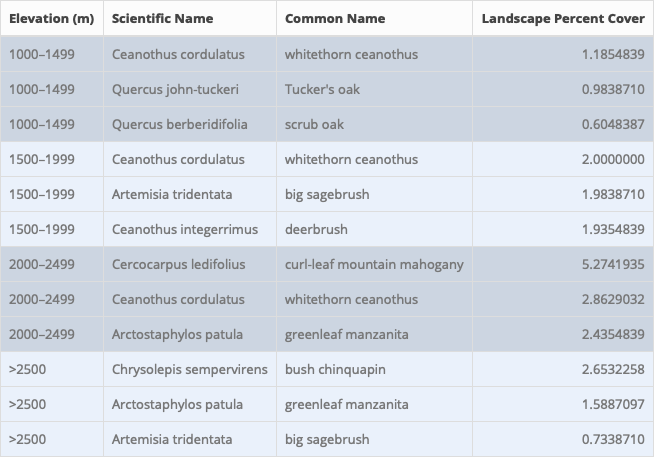 Elevation (m) Scientific Name Common Name Landscape Percent Cover
1000–1499 Ceanothus cordulatus whitethorn ceanothus 1.1854839
1000–1499 Quercus john-tuckeri Tucker's oak 0.9838710
1000–1499 Quercus berberidifolia scrub oak 0.6048387
1500–1999 Ceanothus cordulatus whitethorn ceanothus 2.0000000
1500–1999 Artemisia tridentata big sagebrush 1.9838710
1500–1999 Ceanothus integerrimus deerbrush 1.9354839
2000–2499 Cercocarpus ledifolius curl-leaf mountain mahogany 5.2741935
2000–2499 Ceanothus cordulatus whitethorn ceanothus 2.8629032
2000–2499 Arctostaphylos patula greenleaf manzanita 2.4354839
>2500 Chrysolepis sempervirens bush chinquapin 2.6532258
>2500 Arctostaphylos patula greenleaf manzanita 1.5887097
>2500 Artemisia tridentata big sagebrush 0.7338710